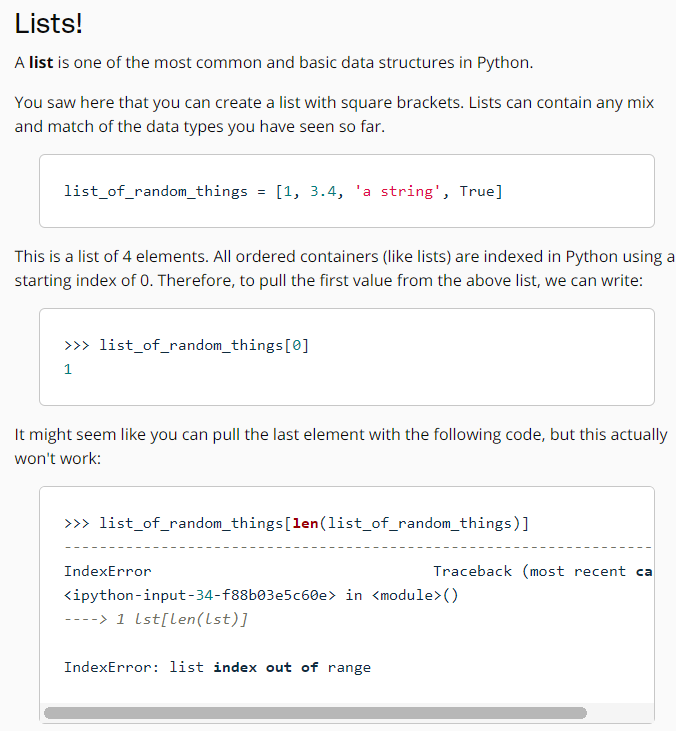 Lists!
A list is one of the most common and basic data structures in Python.
You saw here that you can create a list with square brackets. Lists can contain any mix
and match of the data types you have seen so far.
list_of_random_things = [1, 3.4, 'a string', True]
This is a list of 4 elements. All ordered containers (like lists) are indexed in Python using a
starting index of 0. Therefore, to pull the first value from the above list, we can write:
>>> list_of_random_things[0]
1
It might seem like you can pull the last element with the following code, but this actually
won't work:
>>> list_of_random_things[len(list_of_random_things)]
---------------------------------------------------------------------------
IndexError                                Traceback (most recent ca
<ipython-input-34-f88b03e5c60e> in <module>()
----> 1 lst[len(lst)]
IndexError: list index out of range